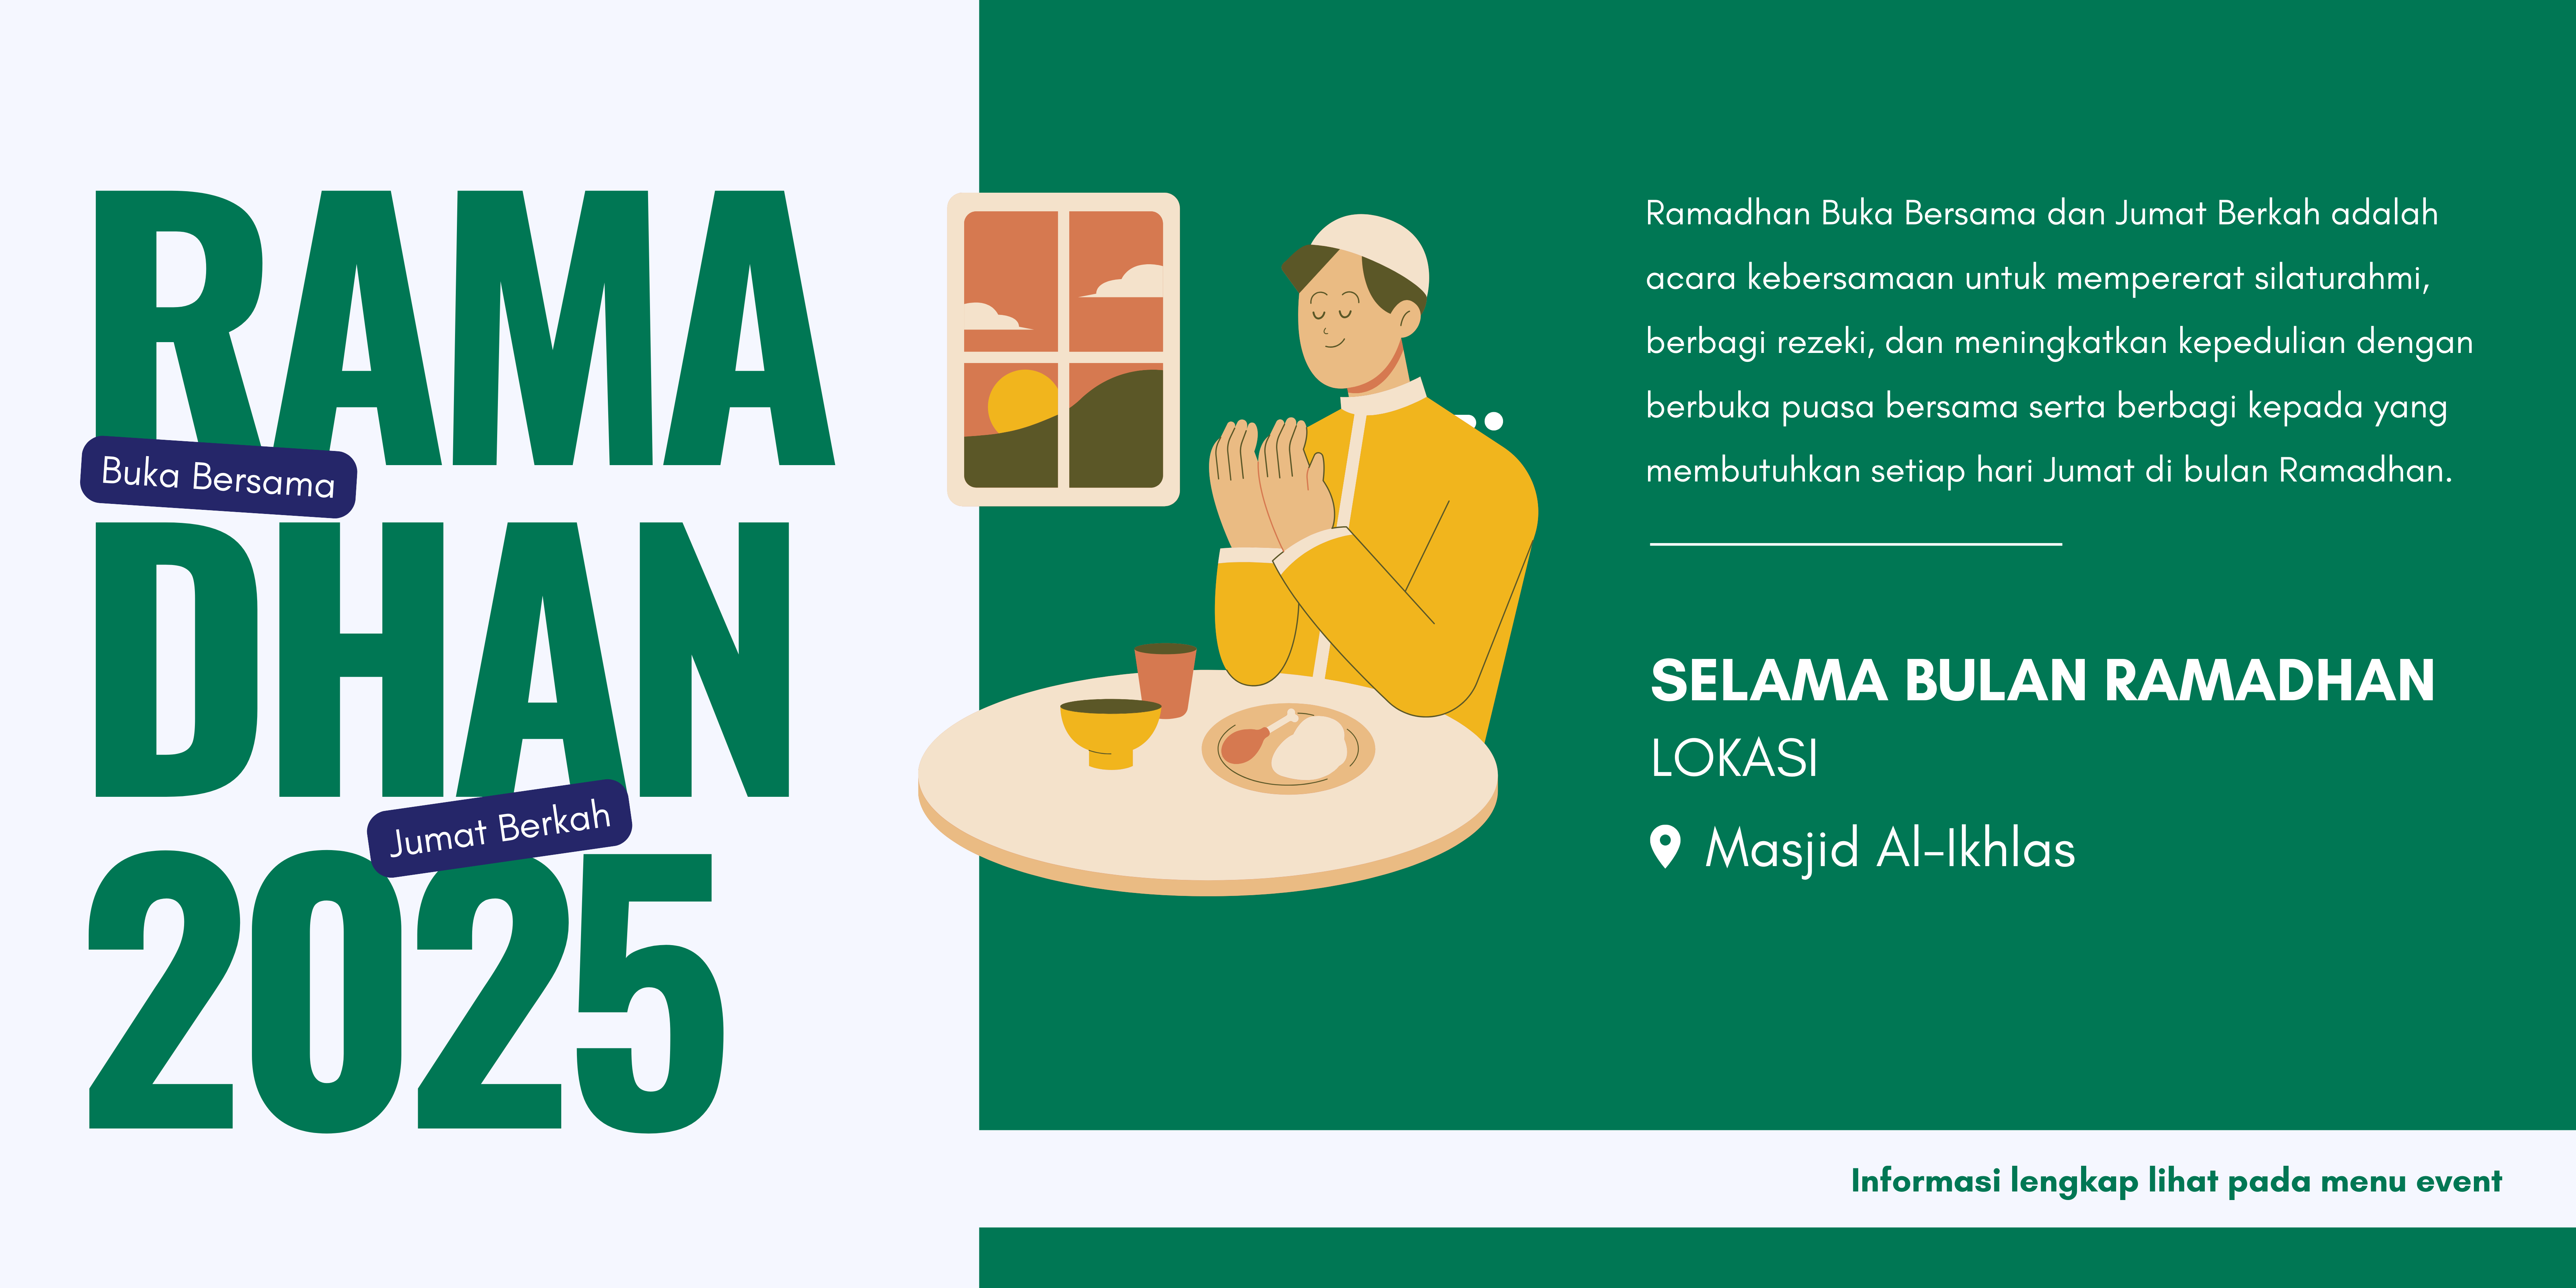 RAMA
Buka Bersama
DHAN
Jumat Berkah
2025
Ramadhan Buka Bersama dan Jumat Berkah adalah
acara kebersamaan untuk mempererat silaturahmi,
berbagi rezeki, dan meningkatkan kepedulian dengan
berbuka puasa bersama serta berbagi kepada yang
membutuhkan setiap hari Jumat di bulan Ramadhan.
SELAMA BULAN RAMADHAN
LOKASI
Masjid Al-Ikhlas
Informasi lengkap lihat pada menu event